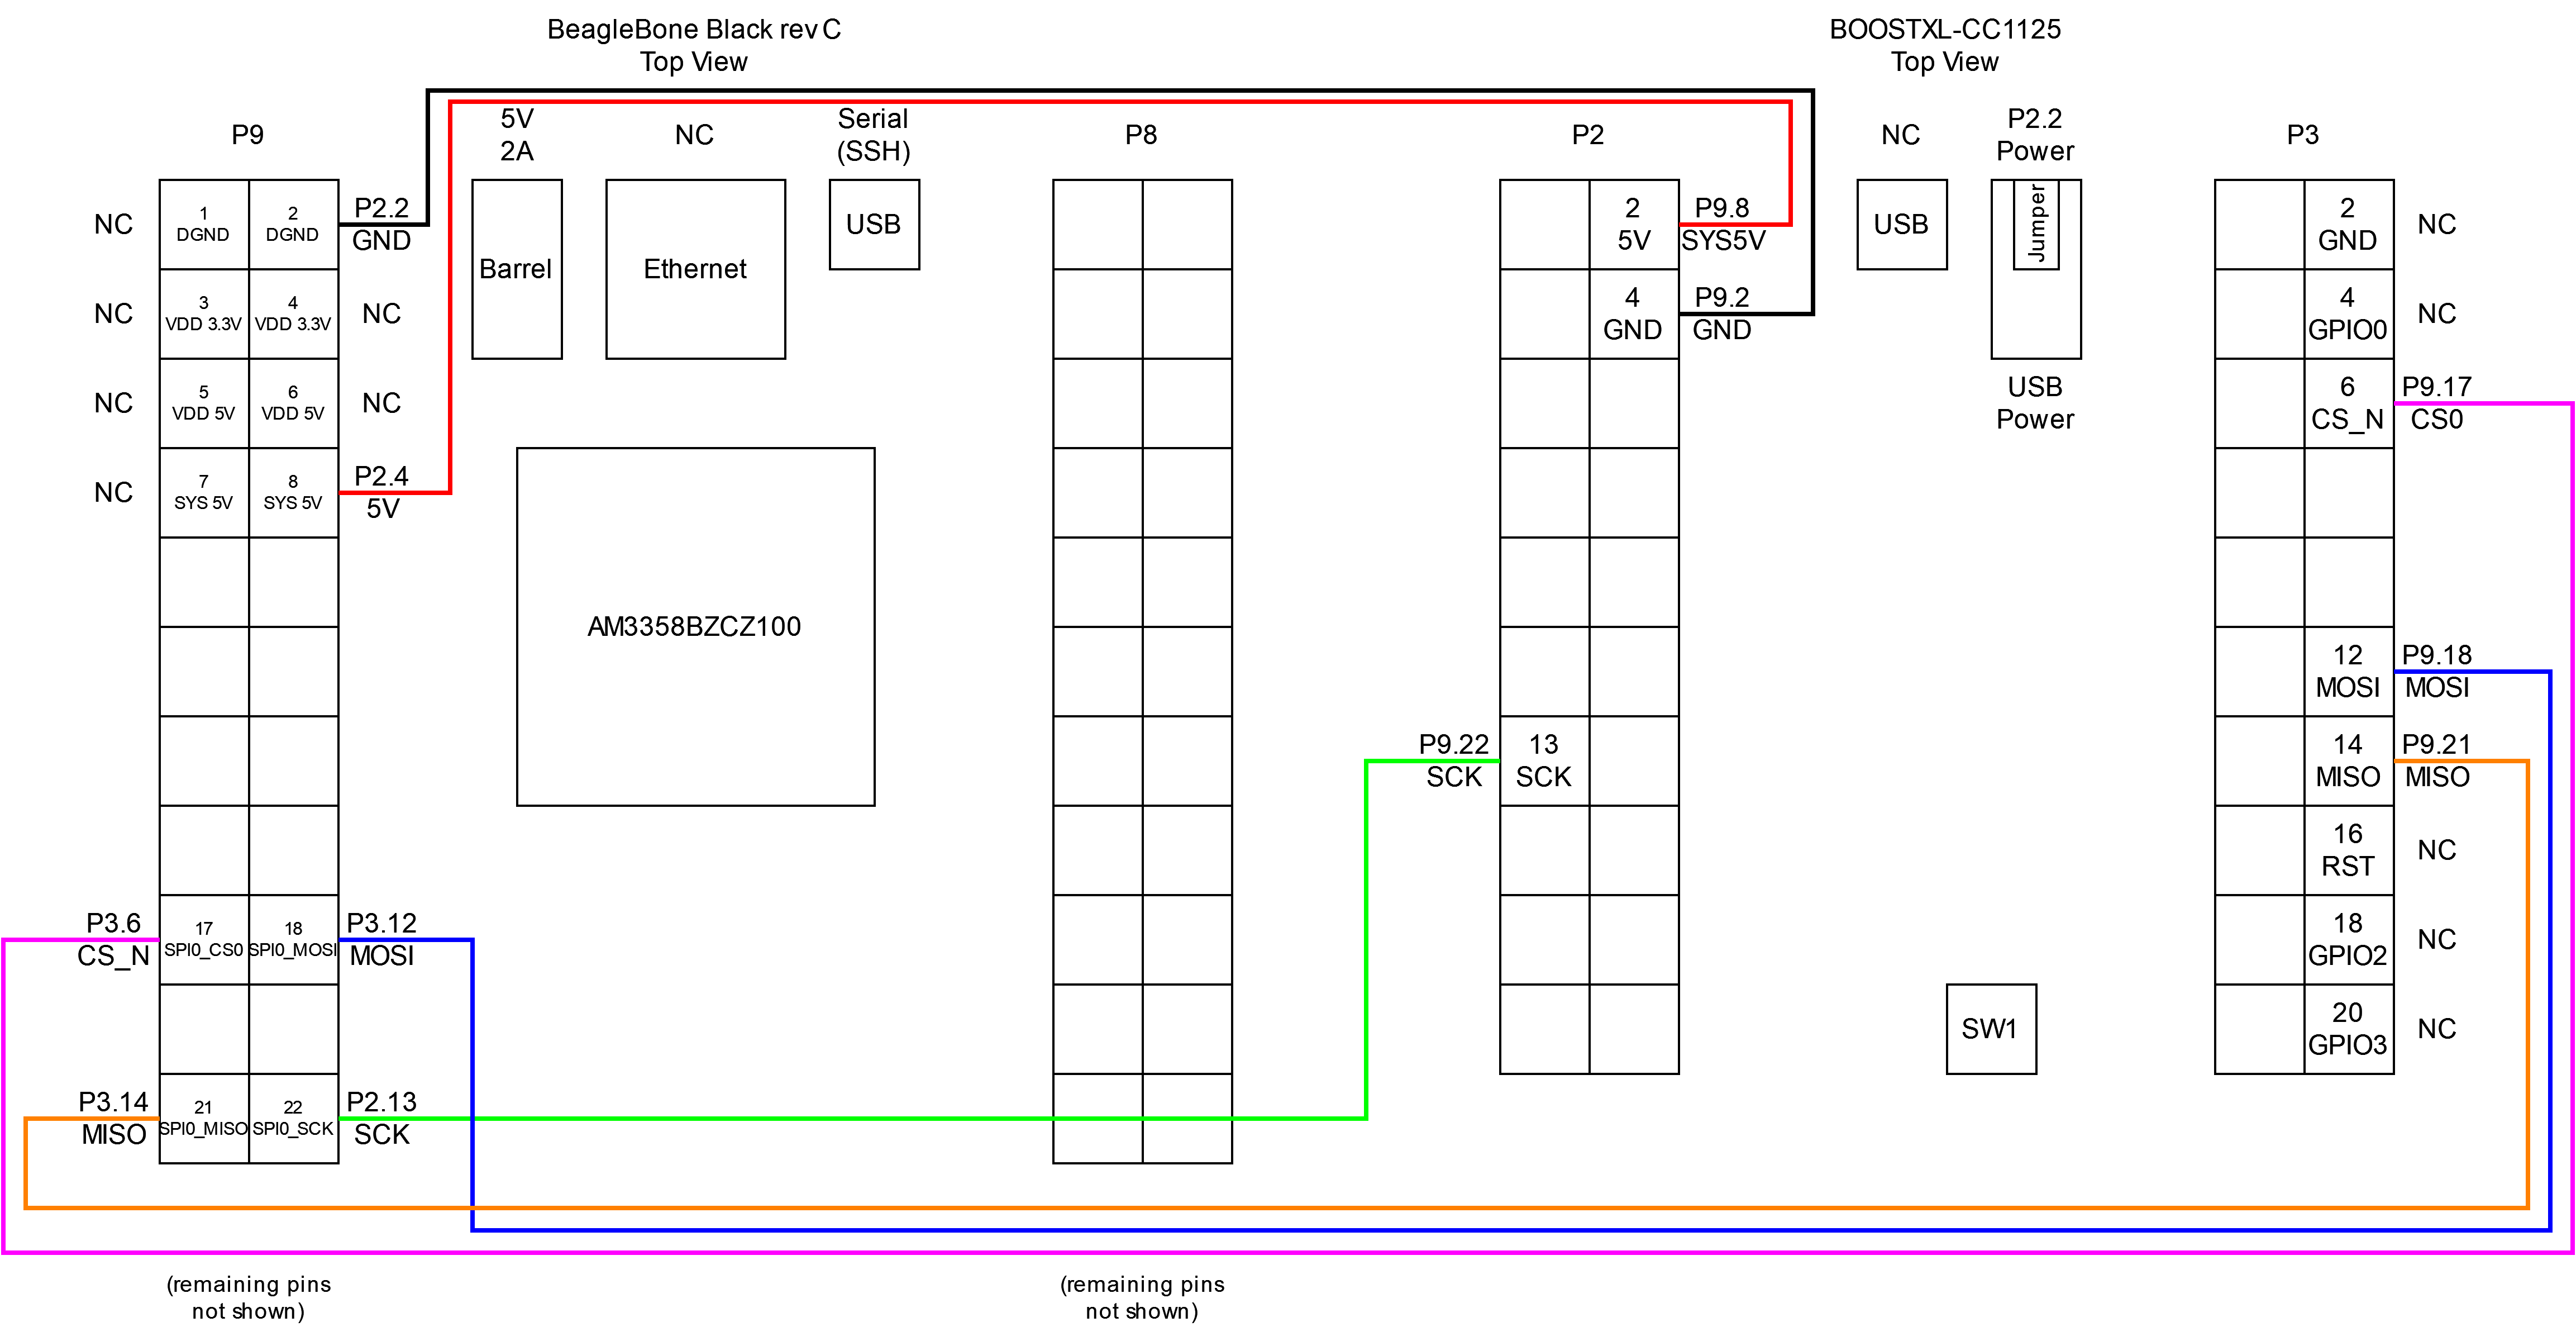 BeagleBone Black rev C
Top View
BOOSTXL-CC1125
Top View
P9
5V
2A
NC
Serial
(SSH)
P8
P2
NC
P2.2
Power
P3
NC
1
DGND
2
DGND
P2.2
GND
Barrel
Ethernet
USB
2
5V
P9.8
SYS5V
USB
Jumper
2
GND
NC
NC
3
VDD 3.3V
4
VDD 3.3V
NC
4
GND
P9.2
GND
4
GPIO0
NC
NC
5
VDD 5V
6
VDD 5V
NC
USB
Power
6
CS_N
P9.17
CS0
NC
7
SYS 5V
8
SYS 5V
P2.4
5V
AM3358BZCZ100
12
MOSI
P9.18
MOSI
P9.22
SCK
13
SCK
14
MISO
P9.21
MISO
16
RST
NC
P3.6
CS_N
17
SPI0_CS0
18
SPI0_MOSI
P3.12
MOSI
18
GPIO2
NC
SW1
20
GPIO3
NC
P3.14
MISO
21
SPI0_MISO
22
SPI0_SCK
P2.13
SCK
(remaining pins
not shown)
(remaining pins
not shown)